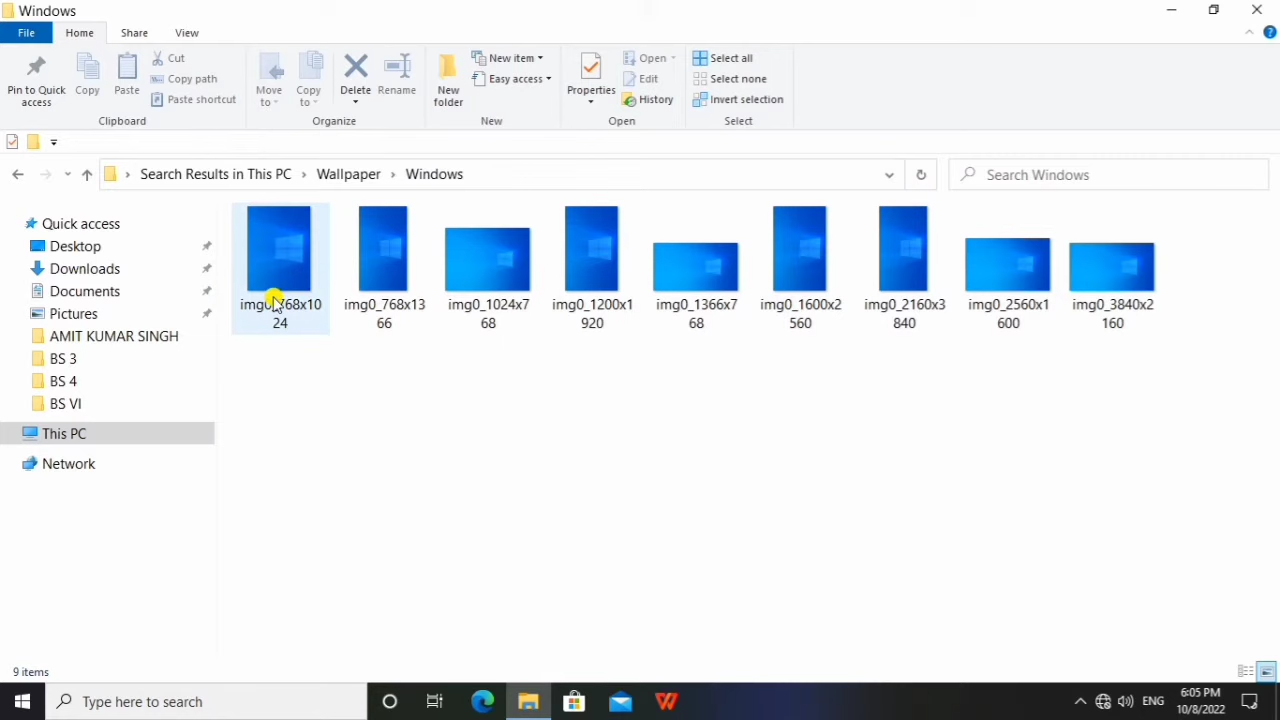 Windows
File Home Share View
Pin to Quick access
Copy
Paste
Cut
Copy path
Paste shortcut
Clipboard
Move to
Copy to
Delete
Rename
Organize
New folder
New item
Easy access
New
Properties
Open
Edit
History
Open
Select all
Select none
Invert selection
Select
Search Results in This PC › Wallpaper › Windows
Search Windows
Quick access
Desktop
Downloads
Documents
Pictures
AMIT KUMAR SINGH
BS 3
BS 4
BS VI
This PC
Network
img0_768x10
24
img0_768x13
66
img0_1024x7
68
img0_1200x1
920
img0_1366x7
68
img0_1600x2
560
img0_2160x3
840
img0_2560x1
600
img0_3840x2
160
9 items
Type here to search
ENG
6:05 PM
10/8/2022